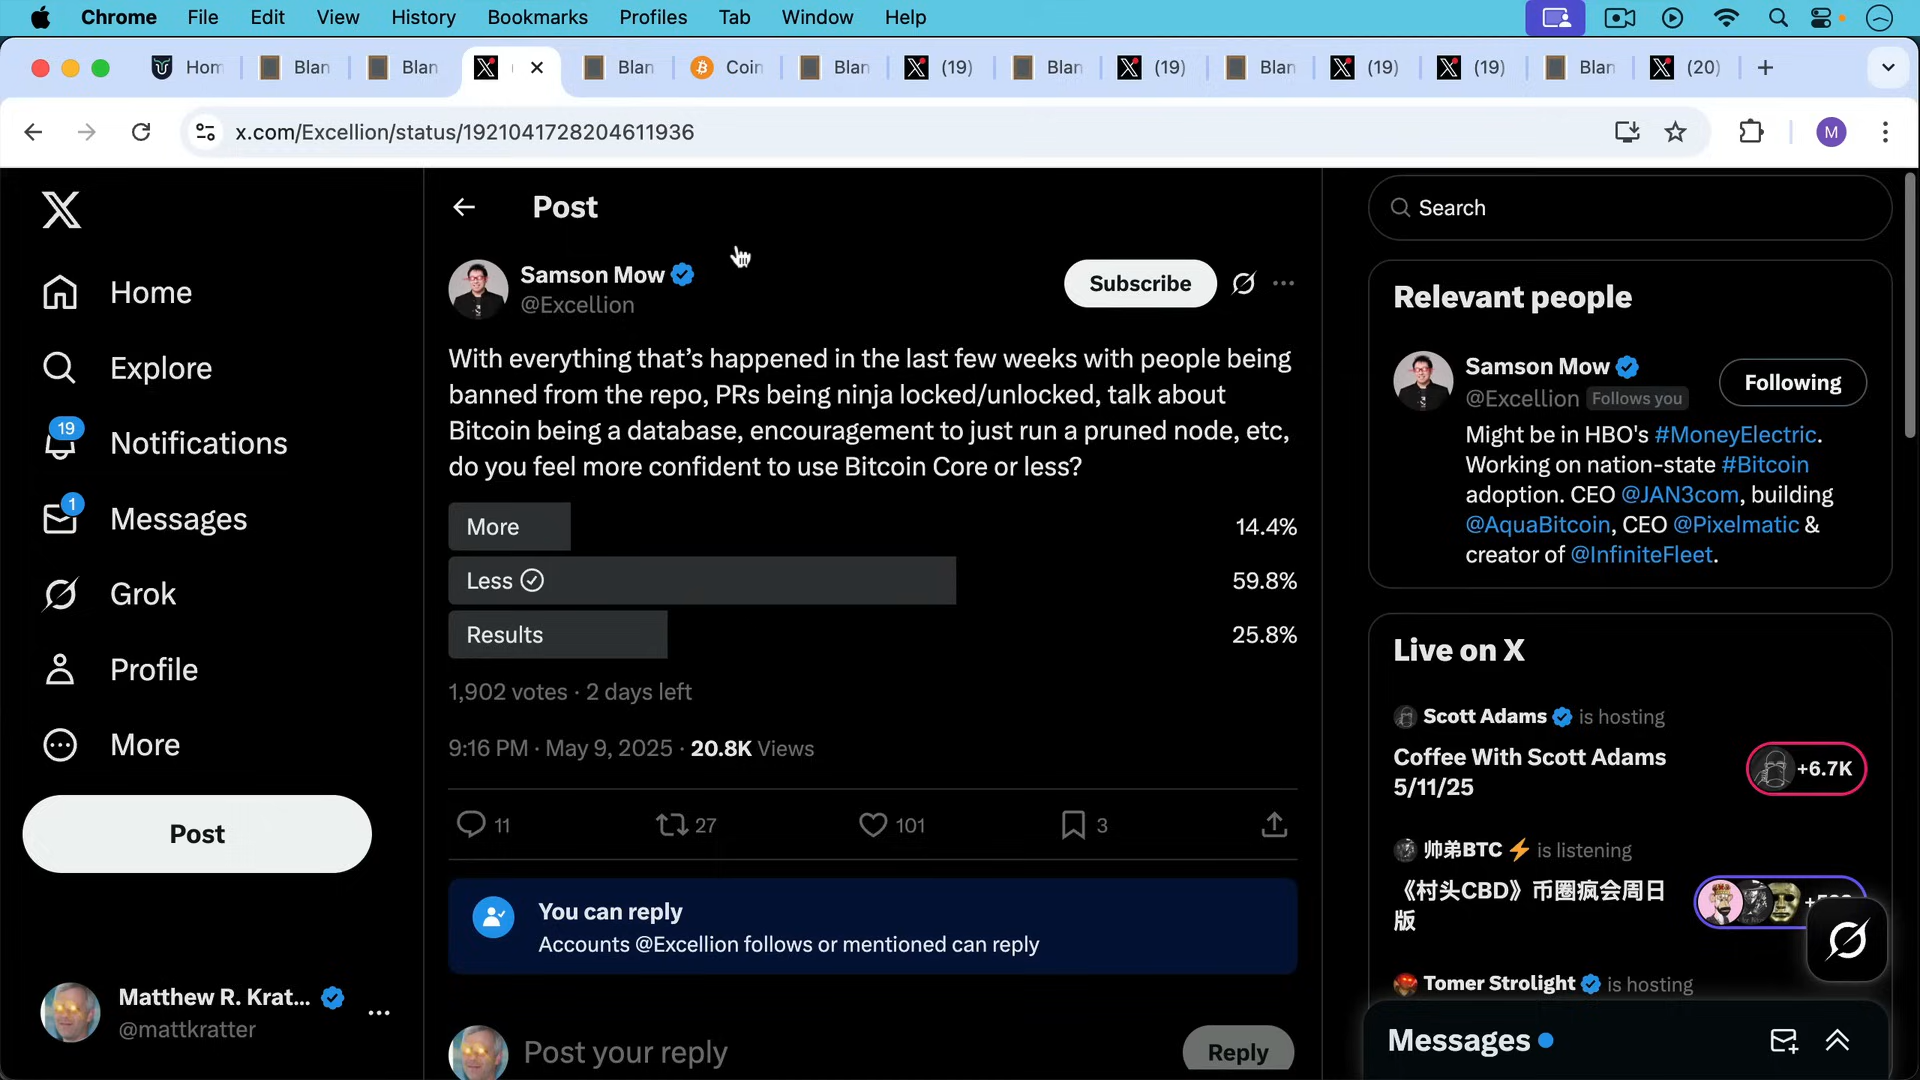 Chrome File Edit View History Bookmarks Profiles Tab Window Help
Hom Blan Blan Blan Coin Blan (19) Blan (19) Blan (19) (19) Blan (20)
x.com/Excellion/status/1921041728204611936
M
Post
Search
Samson Mow
@Excellion
Subscribe
With everything that’s happened in the last few weeks with people being
banned from the repo, PRs being ninja locked/unlocked, talk about
Bitcoin being a database, encouragement to just run a pruned node, etc,
do you feel more confident to use Bitcoin Core or less?
More 14.4%
Less 59.8%
Results 25.8%
1,902 votes · 2 days left
9:16 PM · May 9, 2025 · 20.8K Views
11 27 101 3
You can reply
Accounts @Excellion follows or mentioned can reply
Post your reply
Reply
Home
Explore
19
Notifications
1
Messages
Grok
Profile
More
Post
Matthew R. Krat...
@mattkratter
Relevant people
Samson Mow
@Excellion Follows you
Following
Might be in HBO's #MoneyElectric.
Working on nation-state #Bitcoin
adoption. CEO @JAN3com, building
@AquaBitcoin, CEO @Pixelmatic &
creator of @InfiniteFleet.
Live on X
Scott Adams is hosting
Coffee With Scott Adams
5/11/25
+6.7K
帅弟BTC⚡ is listening
《村头CBD》币圈疯会周日
版
Tomer Strolight is hosting
Messages